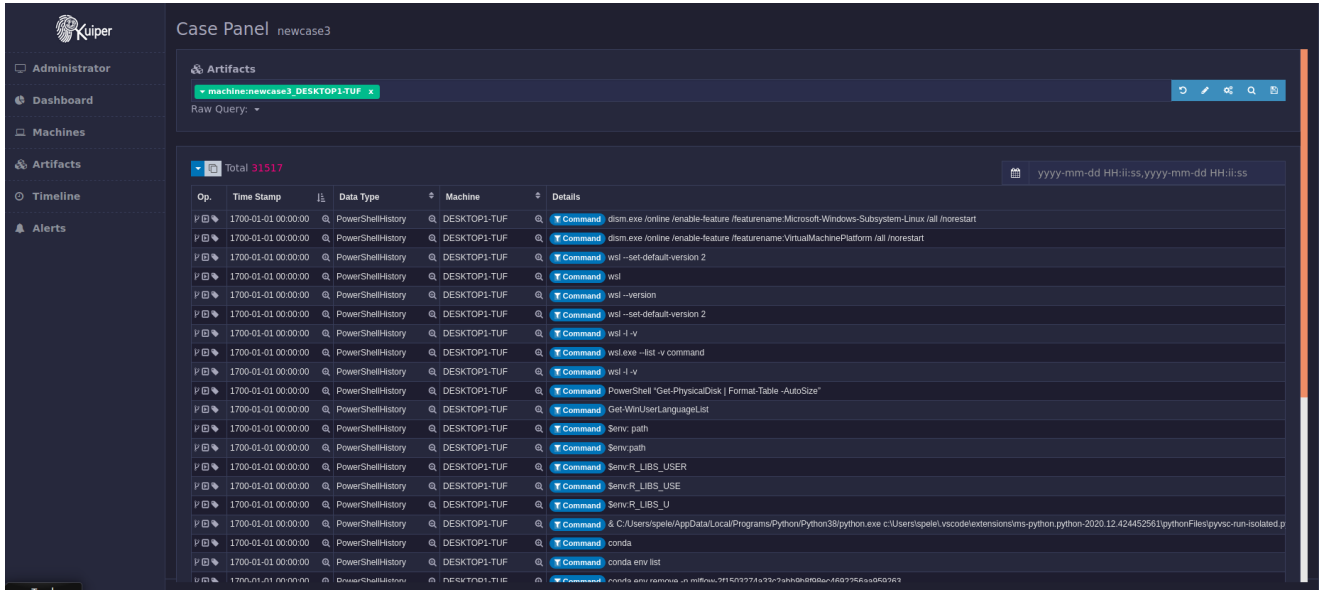 Kuiper
Case Panel newcase3
Administrator
Dashboard
Machines
Artifacts
Timeline
Alerts
Artifacts
machine:newcase3_DESKTOP1-TUF x
Raw Query:
Total 31517
yyyy-mm-dd HH:ii:ss,yyyy-mm-dd HH:ii:ss
Op. Time Stamp Data Type Machine Details
1700-01-01 00:00:00 PowerShellHistory DESKTOP1-TUF Command dism.exe /online /enable-feature /featurename:Microsoft-Windows-Subsystem-Linux /all /norestart
1700-01-01 00:00:00 PowerShellHistory DESKTOP1-TUF Command dism.exe /online /enable-feature /featurename:VirtualMachinePlatform /all /norestart
1700-01-01 00:00:00 PowerShellHistory DESKTOP1-TUF Command wsl --set-default-version 2
1700-01-01 00:00:00 PowerShellHistory DESKTOP1-TUF Command wsl
1700-01-01 00:00:00 PowerShellHistory DESKTOP1-TUF Command wsl --version
1700-01-01 00:00:00 PowerShellHistory DESKTOP1-TUF Command wsl --set-default-version 2
1700-01-01 00:00:00 PowerShellHistory DESKTOP1-TUF Command wsl -l -v
1700-01-01 00:00:00 PowerShellHistory DESKTOP1-TUF Command wsl.exe --list -v command
1700-01-01 00:00:00 PowerShellHistory DESKTOP1-TUF Command wsl -l -v
1700-01-01 00:00:00 PowerShellHistory DESKTOP1-TUF Command PowerShell “Get-PhysicalDisk | Format-Table -AutoSize”
1700-01-01 00:00:00 PowerShellHistory DESKTOP1-TUF Command Get-WinUserLanguageList
1700-01-01 00:00:00 PowerShellHistory DESKTOP1-TUF Command $env: path
1700-01-01 00:00:00 PowerShellHistory DESKTOP1-TUF Command $env:path
1700-01-01 00:00:00 PowerShellHistory DESKTOP1-TUF Command $env:R_LIBS_USER
1700-01-01 00:00:00 PowerShellHistory DESKTOP1-TUF Command $env:R_LIBS_USE
1700-01-01 00:00:00 PowerShellHistory DESKTOP1-TUF Command $env:R_LIBS_U
1700-01-01 00:00:00 PowerShellHistory DESKTOP1-TUF Command & C:/Users/spele/AppData/Local/Programs/Python/Python38/python.exe c:\Users\spele\.vscode\extensions\ms-python.python-2020.12.424452561\pythonFiles\pyvsc-run-isolated.p
1700-01-01 00:00:00 PowerShellHistory DESKTOP1-TUF Command conda
1700-01-01 00:00:00 PowerShellHistory DESKTOP1-TUF Command conda env list
1700-01-01 00:00:00 PowerShellHistory DESKTOP1-TUF Command conda env remove -n